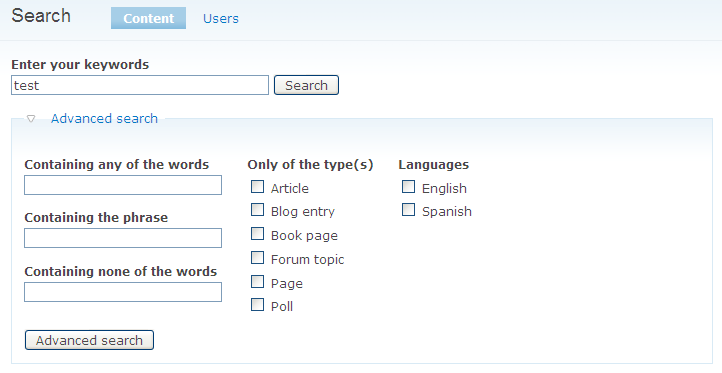 Search Content Users
Enter your keywords
test Search
Advanced search
Containing any of the words
Containing the phrase
Containing none of the words
Only of the type(s)
Article
Blog entry
Book page
Forum topic
Page
Poll
Languages
English
Spanish
Advanced search